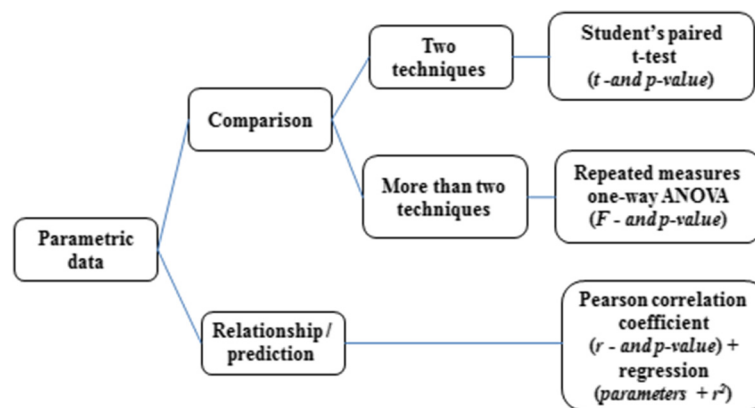 Parametric
data
Comparison
Two
techniques
Student's paired
t-test
(t -and p-value)
More than two
techniques
Repeated measures
one-way ANOVA
(F - and p-value)
Relationship /
prediction
Pearson correlation
coefficient
(r - and p-value) +
regression
(parameters + r²)